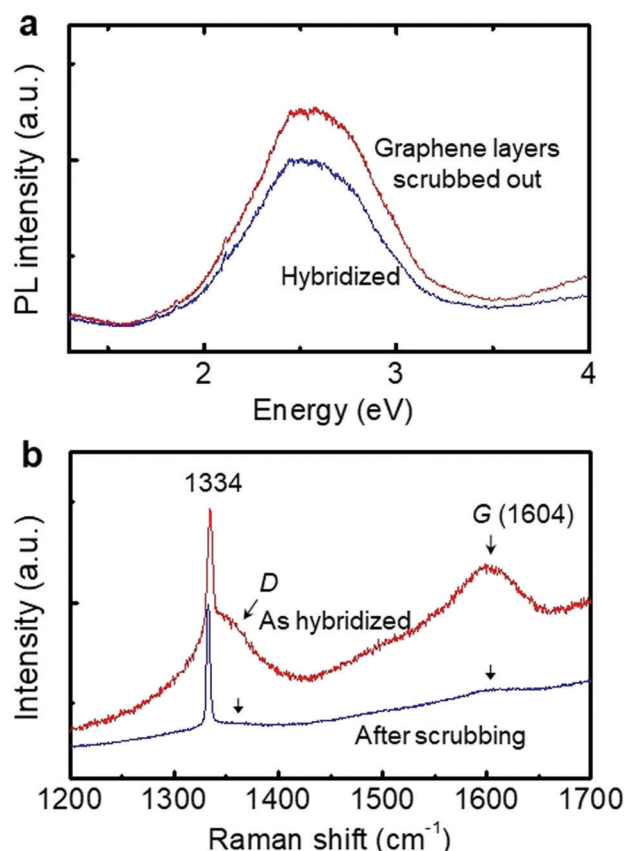 a
PL intensity (a.u.)
Graphene layers
scrubbed out
Hybridized
2 3 4
Energy (eV)
b
Intensity (a.u.)
1334
G (1604)
D
As hybridized
After scrubbing
1200 1300 1400 1500 1600 1700
Raman shift (cm⁻¹)